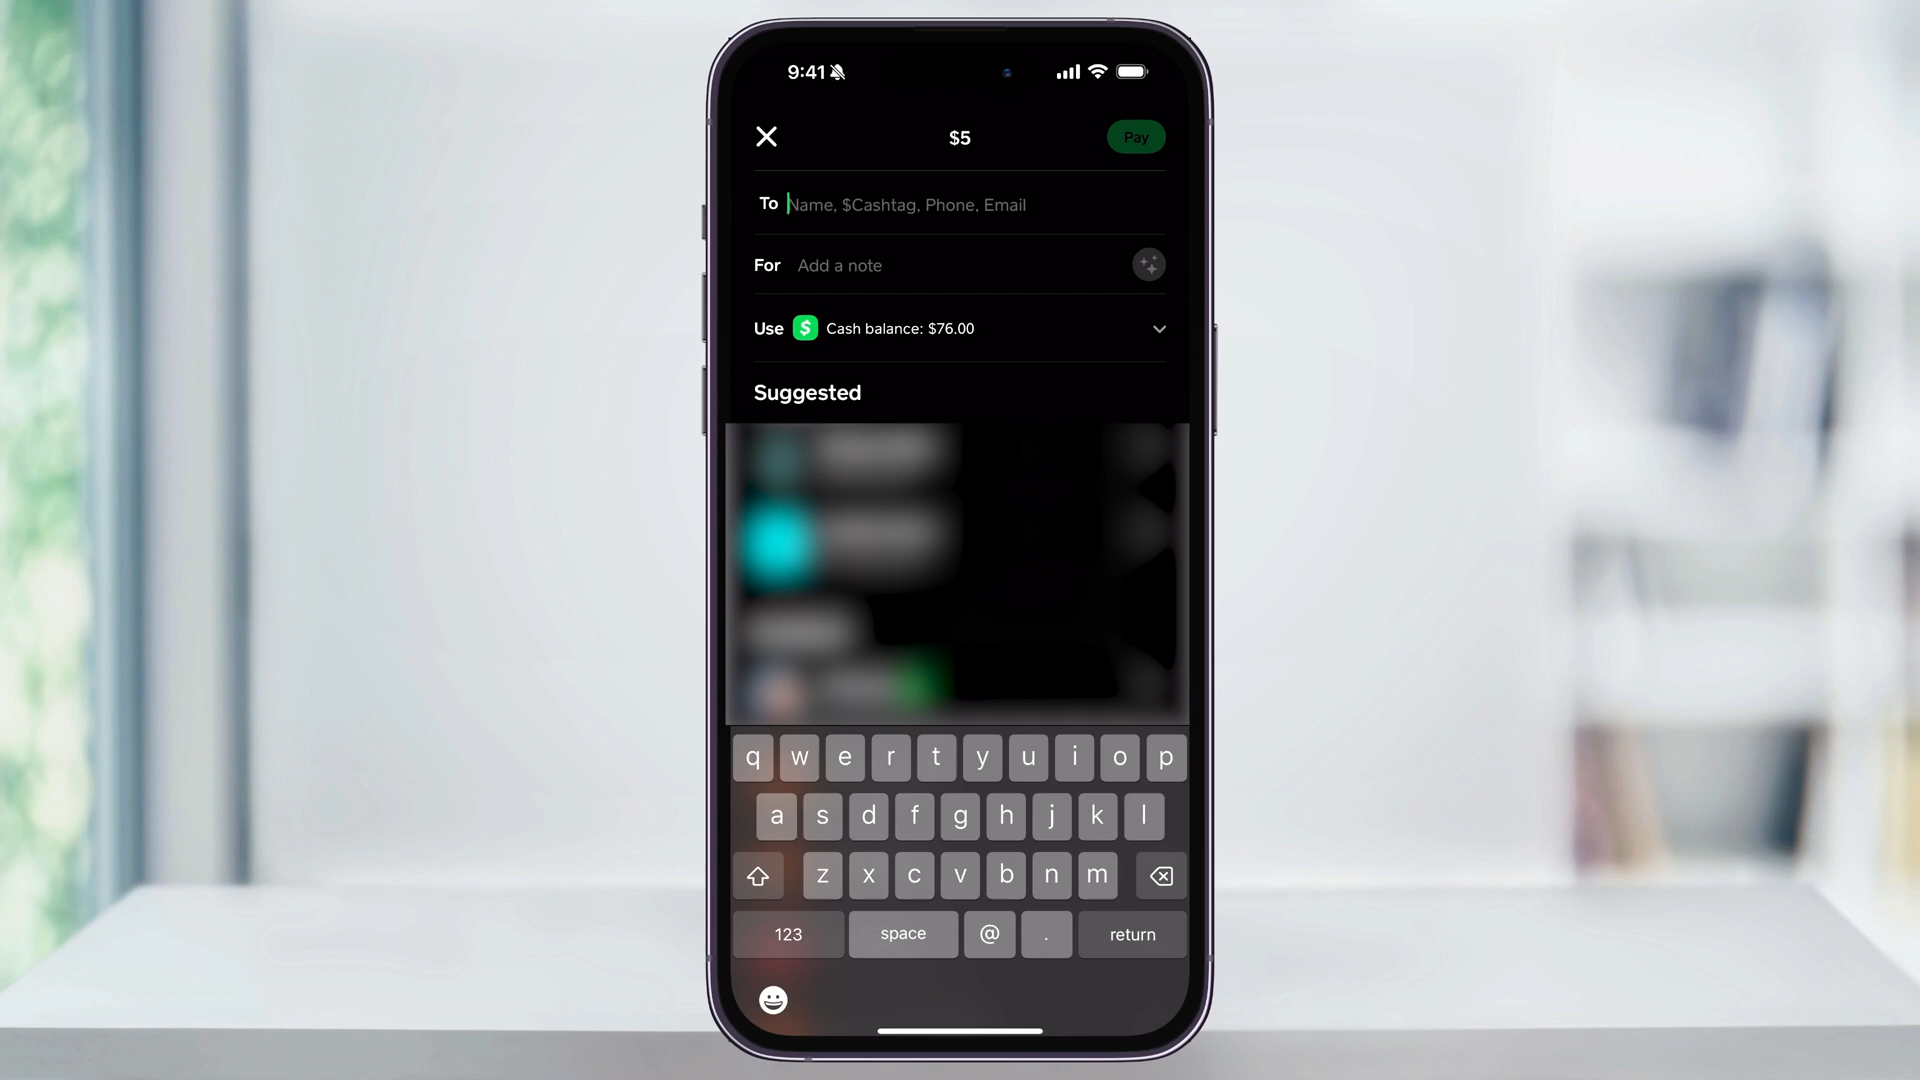 9:41
$5
Pay
To Name, $Cashtag, Phone, Email
For Add a note
Use $ Cash balance: $76.00
Suggested
q w e r t y u i o p
a s d f g h j k l
z x c v b n m
123 space @ . return